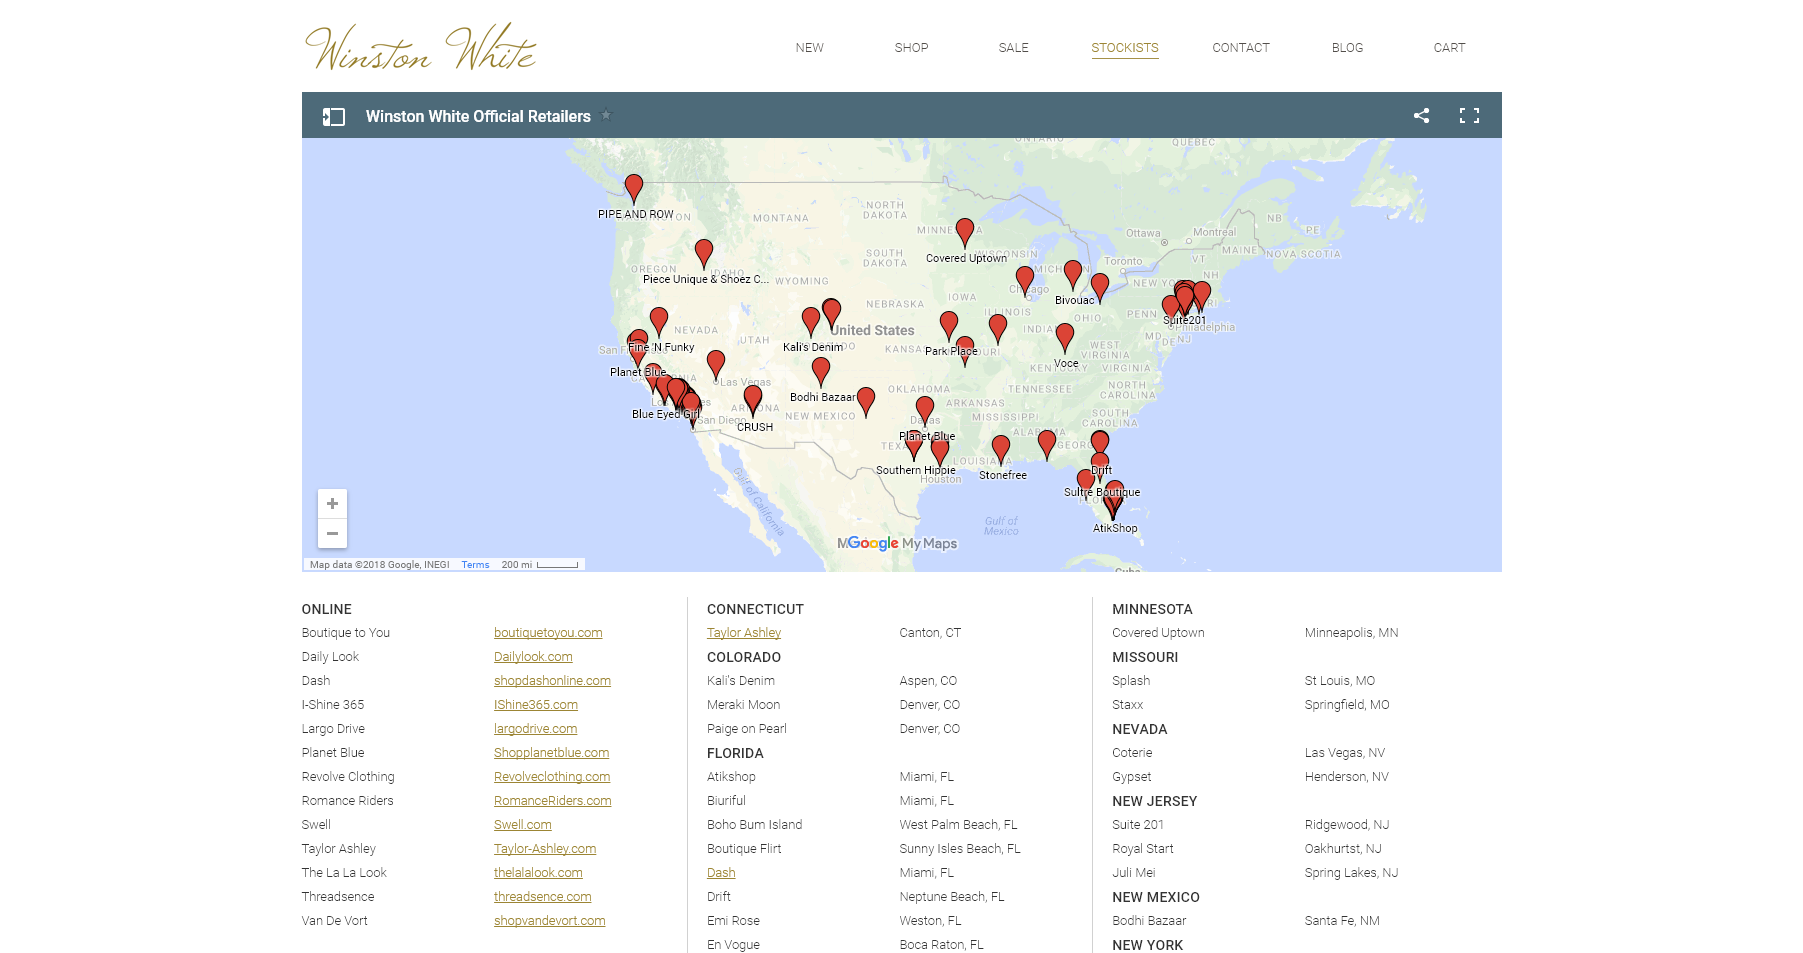 Winston White
NEW SHOP SALE STOCKISTS CONTACT BLOG CART
Winston White Official Retailers
QUEBEC
PIPE AND ROW
MONTANA
NORTH DAKOTA
MINNESOTA
Ottawa
Montreal
NB
PE
MAINE
NOVA SCOTIA
VT
NH
Toronto
Covered Uptown
WISCONSIN
SOUTH DAKOTA
OREGON
IDAHO
Piece Unique & Shoez C...
WYOMING
Chicago
Bivouac
NEW YORK
IOWA
NEBRASKA
ILLINOIS
OHIO
INDIANA
Suite201
Philadelphia
NEVADA
United States
UTAH
Kali's Denim
Fine 'N Funky
KANSAS
Park Place
WEST VIRGINIA
VIRGINIA
Voce
KENTUCKY
Planet Blue
Las Vegas
Bodhi Bazaar
OKLAHOMA
TENNESSEE
NORTH CAROLINA
ARKANSAS
Blue Eyed Girl
San Diego
ARIZONA
NEW MEXICO
CRUSH
Dallas
MISSISSIPPI
SOUTH CAROLINA
Planet Blue
TEXAS
Southern Hippie
LOUISIANA
Houston
Stonefree
Drift
Sultre Boutique
AtikShop
Gulf of California
Gulf of Mexico
Google My Maps
Cuba
Map data ©2018 Google, INEGI Terms 200 mi
ONLINE
Boutique to You boutiquetoyou.com
Daily Look Dailylook.com
Dash shopdashonline.com
I-Shine 365 IShine365.com
Largo Drive largodrive.com
Planet Blue Shopplanetblue.com
Revolve Clothing Revolveclothing.com
Romance Riders RomanceRiders.com
Swell Swell.com
Taylor Ashley Taylor-Ashley.com
The La La Look thelalalook.com
Threadsence threadsence.com
Van De Vort shopvandevort.com
CONNECTICUT
Taylor Ashley Canton, CT
COLORADO
Kali's Denim Aspen, CO
Meraki Moon Denver, CO
Paige on Pearl Denver, CO
FLORIDA
Atikshop Miami, FL
Biuriful Miami, FL
Boho Bum Island West Palm Beach, FL
Boutique Flirt Sunny Isles Beach, FL
Dash Miami, FL
Drift Neptune Beach, FL
Emi Rose Weston, FL
En Vogue Boca Raton, FL
MINNESOTA
Covered Uptown Minneapolis, MN
MISSOURI
Splash St Louis, MO
Staxx Springfield, MO
NEVADA
Coterie Las Vegas, NV
Gypset Henderson, NV
NEW JERSEY
Suite 201 Ridgewood, NJ
Royal Start Oakhurtst, NJ
Juli Mei Spring Lakes, NJ
NEW MEXICO
Bodhi Bazaar Santa Fe, NM
NEW YORK